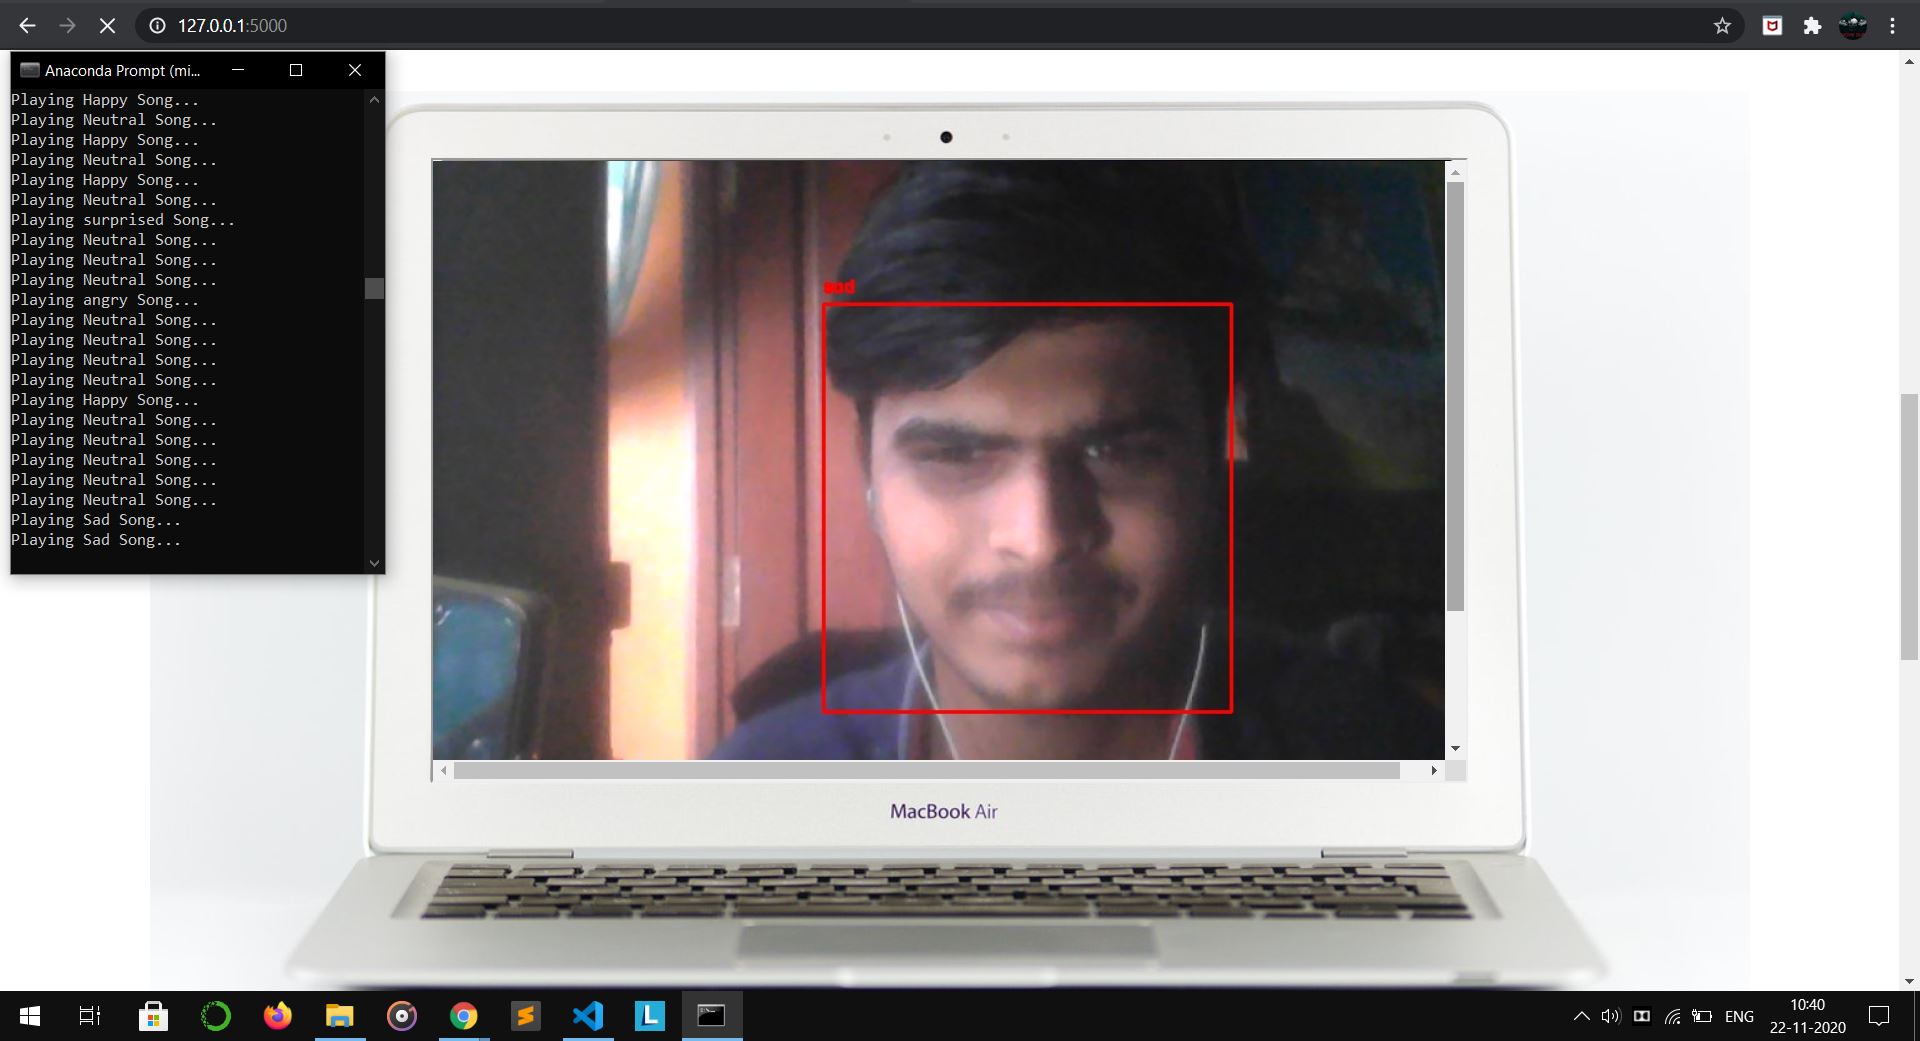 127.0.0.1:5000
Anaconda Prompt (mi...
Playing Happy Song...
Playing Neutral Song...
Playing Happy Song...
Playing Neutral Song...
Playing Happy Song...
Playing Neutral Song...
Playing surprised Song...
Playing Neutral Song...
Playing Neutral Song...
Playing Neutral Song...
Playing angry Song...
Playing Neutral Song...
Playing Neutral Song...
Playing Neutral Song...
Playing Neutral Song...
Playing Happy Song...
Playing Neutral Song...
Playing Neutral Song...
Playing Neutral Song...
Playing Neutral Song...
Playing Neutral Song...
Playing Sad Song...
Playing Sad Song...
sad
MacBook Air
L
ENG
10:40
22-11-2020